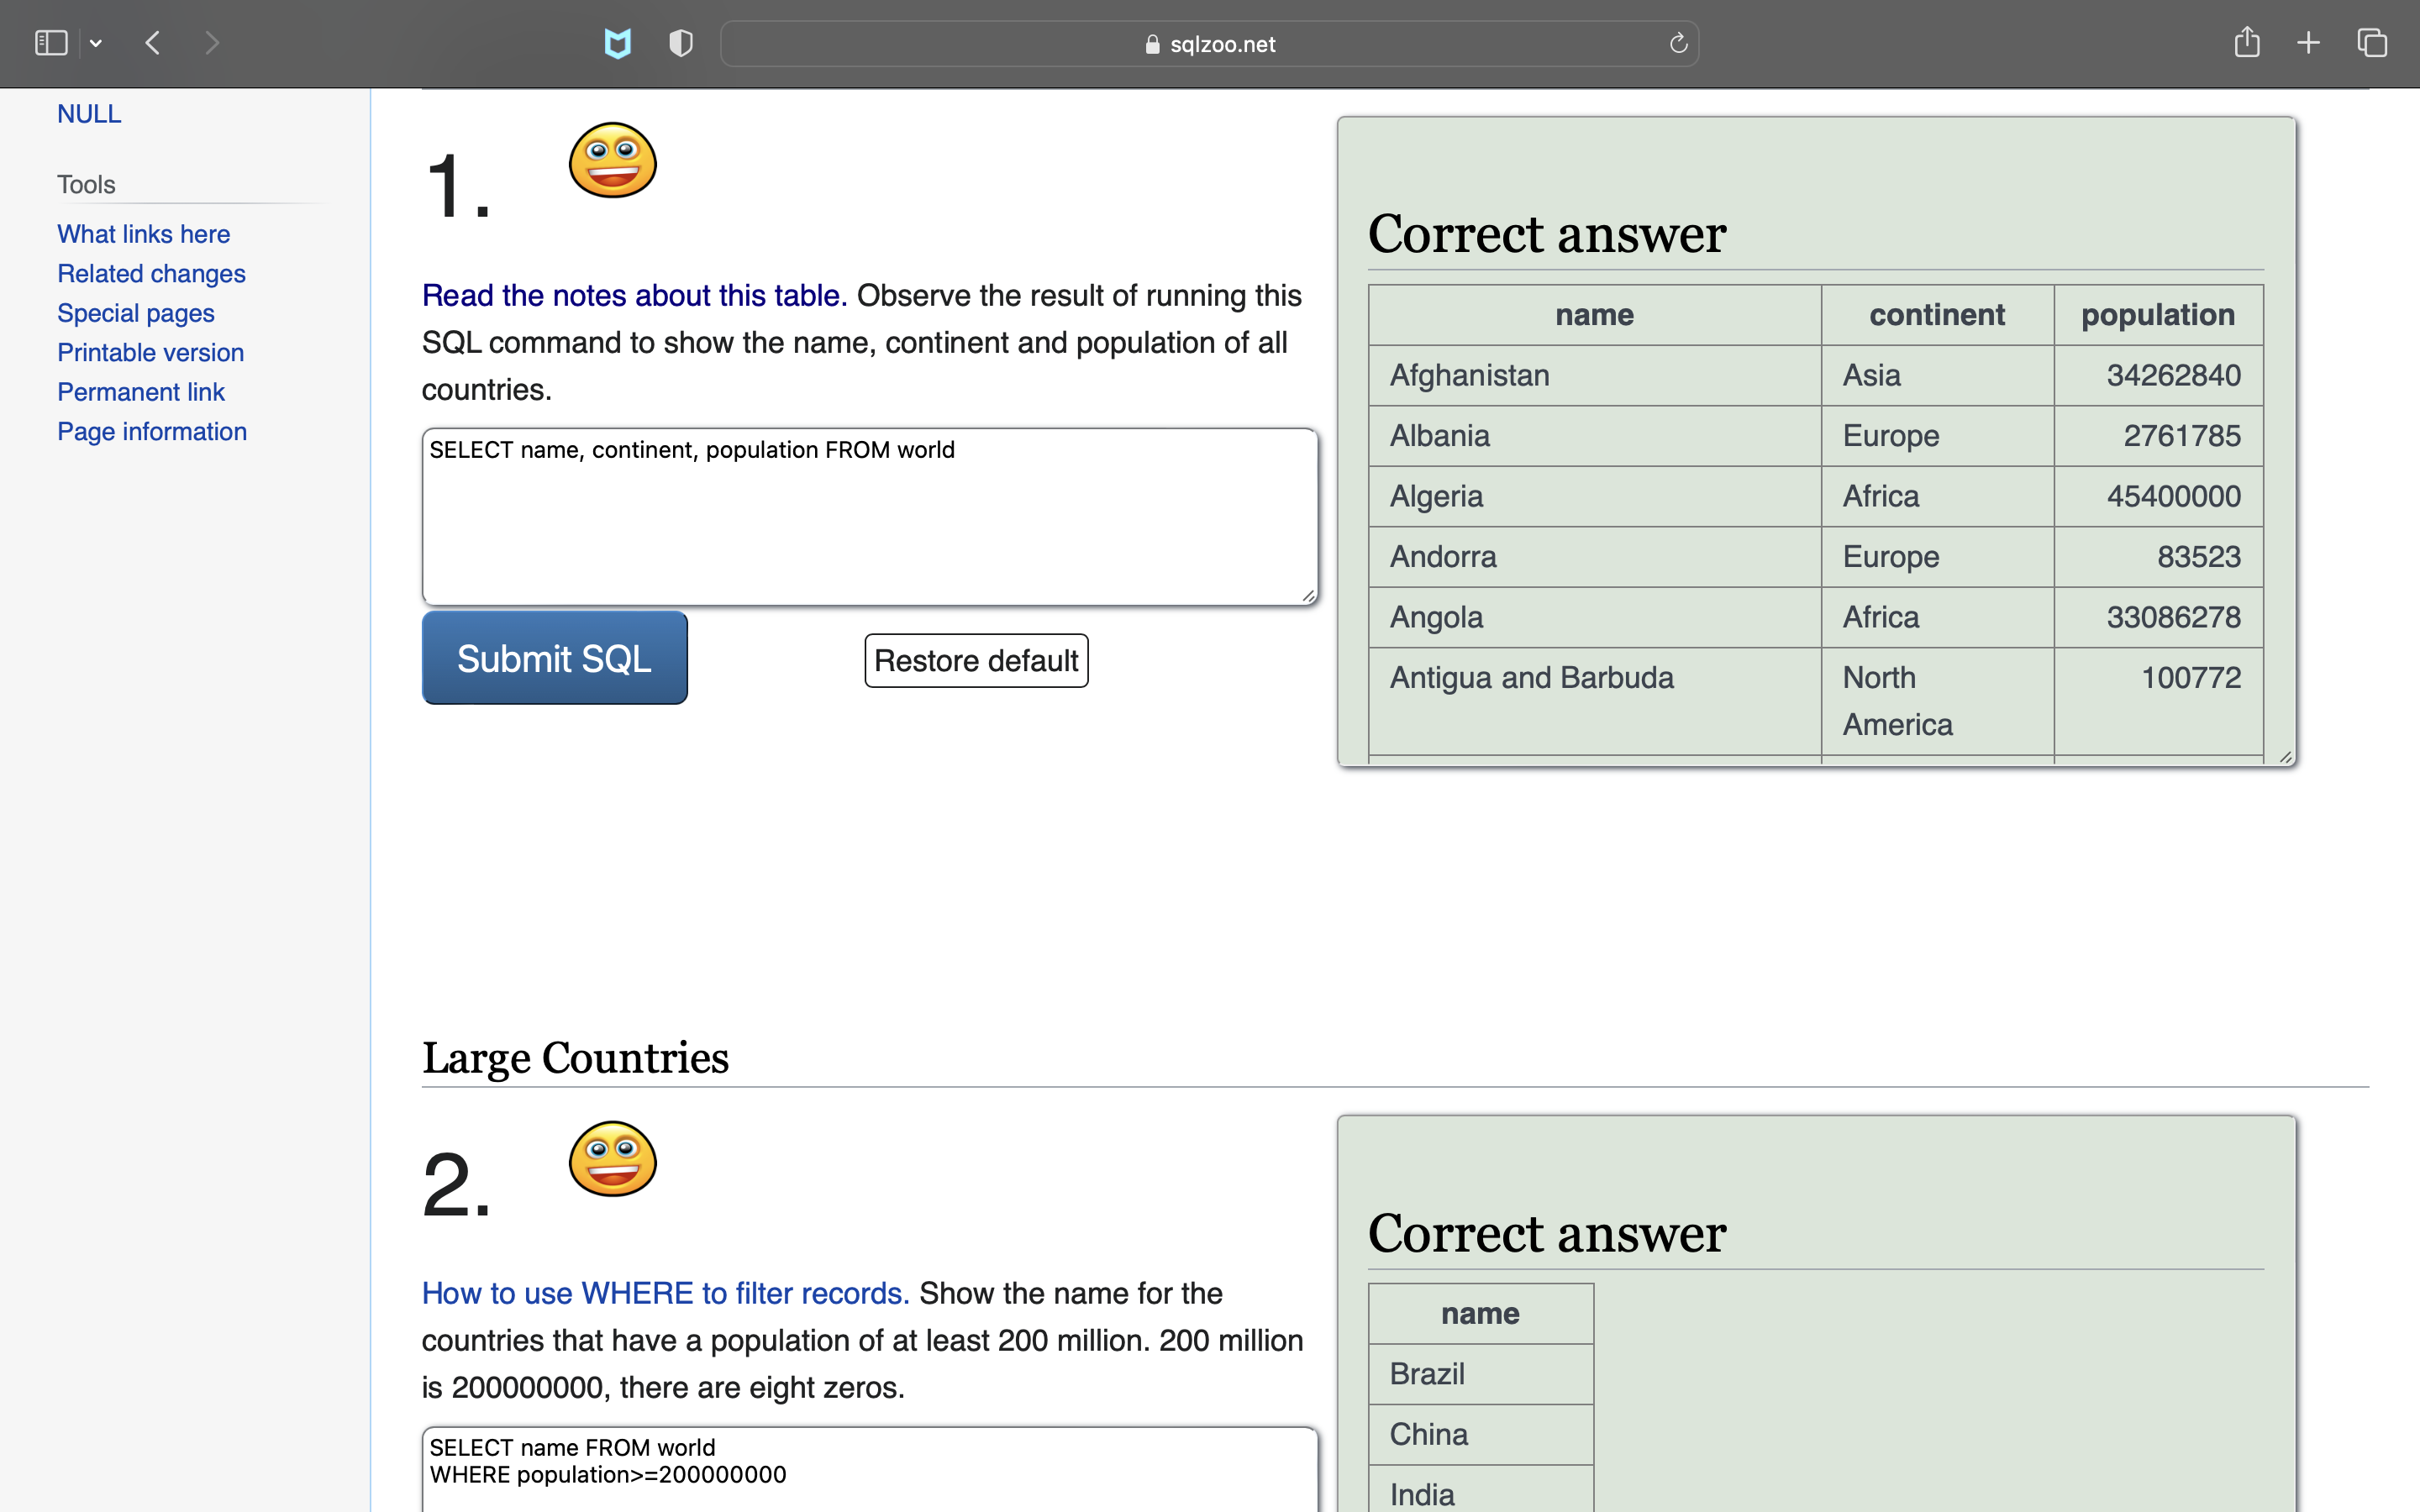 sqlzoo.net
NULL
Tools
What links here
Related changes
Special pages
Printable version
Permanent link
Page information
1.
Read the notes about this table. Observe the result of running this
SQL command to show the name, continent and population of all
countries.
SELECT name, continent, population FROM world
Submit SQL
Restore default
Correct answer
name continent population
Afghanistan Asia 34262840
Albania Europe 2761785
Algeria Africa 45400000
Andorra Europe 83523
Angola Africa 33086278
Antigua and Barbuda North 100772
America
Large Countries
2.
How to use WHERE to filter records. Show the name for the
countries that have a population of at least 200 million. 200 million
is 200000000, there are eight zeros.
SELECT name FROM world
WHERE population>=200000000
Correct answer
name
Brazil
China
India